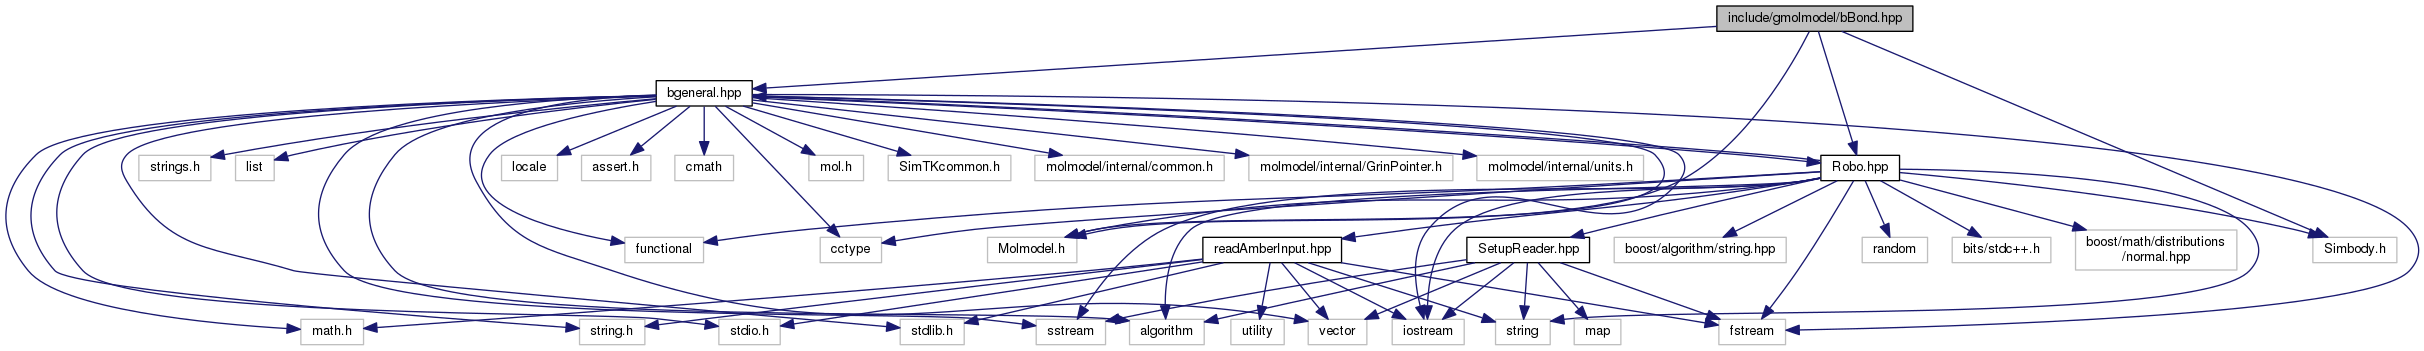 include/gmolmodel/bBond.hpp
bgeneral.hpp
strings.h
list
locale
assert.h
cmath
mol.h
SimTKcommon.h
molmodel/internal/common.h
molmodel/internal/GrinPointer.h
molmodel/internal/units.h
Robo.hpp
functional
cctype
Molmodel.h
readAmberInput.hpp
SetupReader.hpp
boost/algorithm/string.hpp
random
bits/stdc++.h
boost/math/distributions
/normal.hpp
Simbody.h
math.h
string.h
stdio.h
stdlib.h
sstream
algorithm
utility
vector
iostream
string
map
fstream